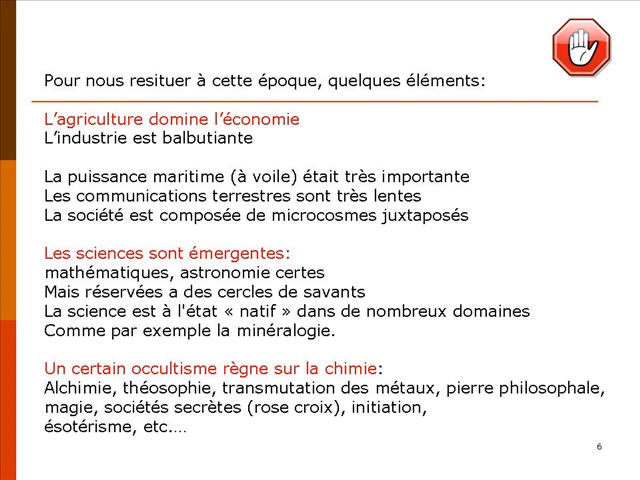 Pour nous resituer à cette époque, quelques éléments:
L’agriculture domine l’économie
L’industrie est balbutiante
La puissance maritime (à voile) était très importante
Les communications terrestres sont très lentes
La société est composée de microcosmes juxtaposés
Les sciences sont émergentes:
mathématiques, astronomie certes
Mais réservées a des cercles de savants
La science est à l'état « natif » dans de nombreux domaines
Comme par exemple la minéralogie.
Un certain occultisme règne sur la chimie:
Alchimie, théosophie, transmutation des métaux, pierre philosophale,
magie, sociétés secrètes (rose croix), initiation,
ésotérisme, etc.…
6